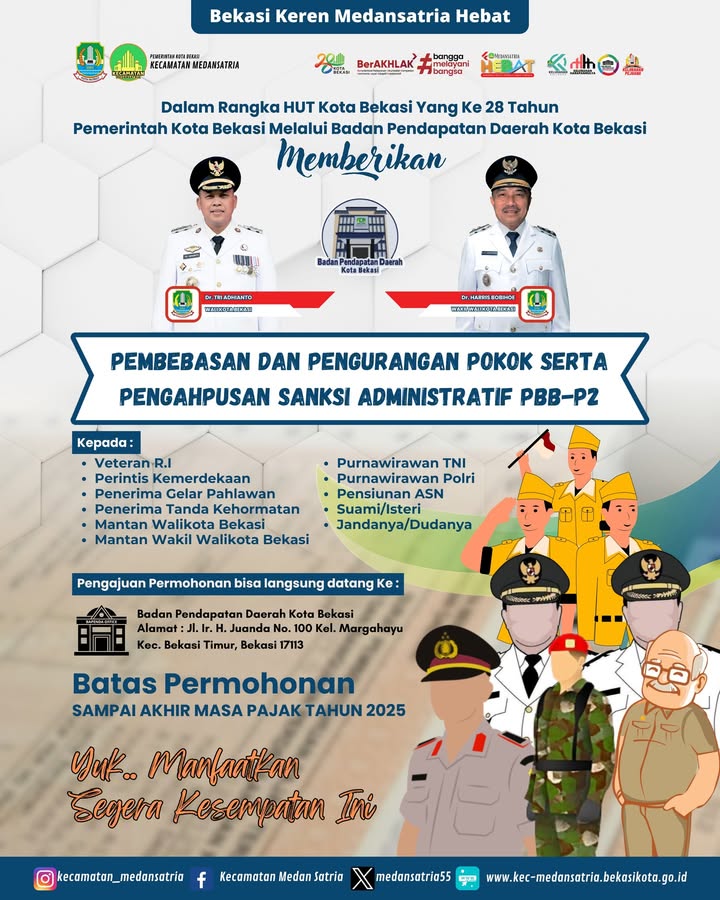 Bekasi Keren Medansatria Hebat
PEMERINTAH KOTA BEKASI
KECAMATAN MEDANSATRIA
KECAMATAN
28 KOTA BEKASI
BerAKHLAK
#bangga melayani bangsa
MEDANSATRIA
HEBAT
Dalam Rangka HUT Kota Bekasi Yang Ke 28 Tahun
Pemerintah Kota Bekasi Melalui Badan Pendapatan Daerah Kota Bekasi
Memberikan
Badan Pendapatan Daerah
Kota Bekasi
Dr. TRI ADHIANTO
WALIKOTA BEKASI
Dr. HARRIS BOBIHOE
WAKIL WALIKOTA BEKASI
PEMBEBASAN DAN PENGURANGAN POKOK SERTA
PENGAHPUSAN SANKSI ADMINISTRATIF PBB-P2
Kepada :
• Veteran R.I
• Perintis Kemerdekaan
• Penerima Gelar Pahlawan
• Penerima Tanda Kehormatan
• Mantan Walikota Bekasi
• Mantan Wakil Walikota Bekasi
• Purnawirawan TNI
• Purnawirawan Polri
• Pensiunan ASN
• Suami/Isteri
• Jandanya/Dudanya
Pengajuan Permohonan bisa langsung datang Ke :
BAPENDA OFFICE
Badan Pendapatan Daerah Kota Bekasi
Alamat : Jl. Ir. H. Juanda No. 100 Kel. Margahayu
Kec. Bekasi Timur, Bekasi 17113
Batas Permohonan
SAMPAI AKHIR MASA PAJAK TAHUN 2025
Yuk.. Manfaatkan
Segera Kesempatan Ini
kecamatan_medansatria
Kecamatan Medan Satria
medansatria55
www.kec-medansatria.bekasikota.go.id